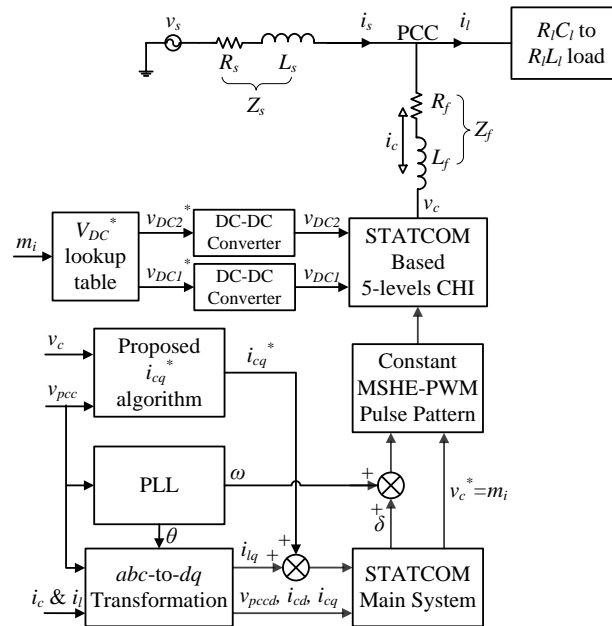 v_s
R_s
L_s
Z_s
i_s
PCC
i_l
R_lC_l to
R_lL_l load
R_f
L_f
Z_f
i_c
v_c
m_i
V_DC*
lookup
table
v_DC2*
DC-DC
Converter
v_DC2
v_DC1*
DC-DC
Converter
v_DC1
STATCOM
Based
5-levels CHI
v_c
v_pcc
Proposed
i_cq*
algorithm
i_cq*
Constant
MSHE-PWM
Pulse Pattern
PLL
ω
+
+
δ
v_c*=m_i
θ
i_c & i_l
abc-to-dq
Transformation
i_lq
+
+
v_pccd, i_cd, i_cq
STATCOM
Main System